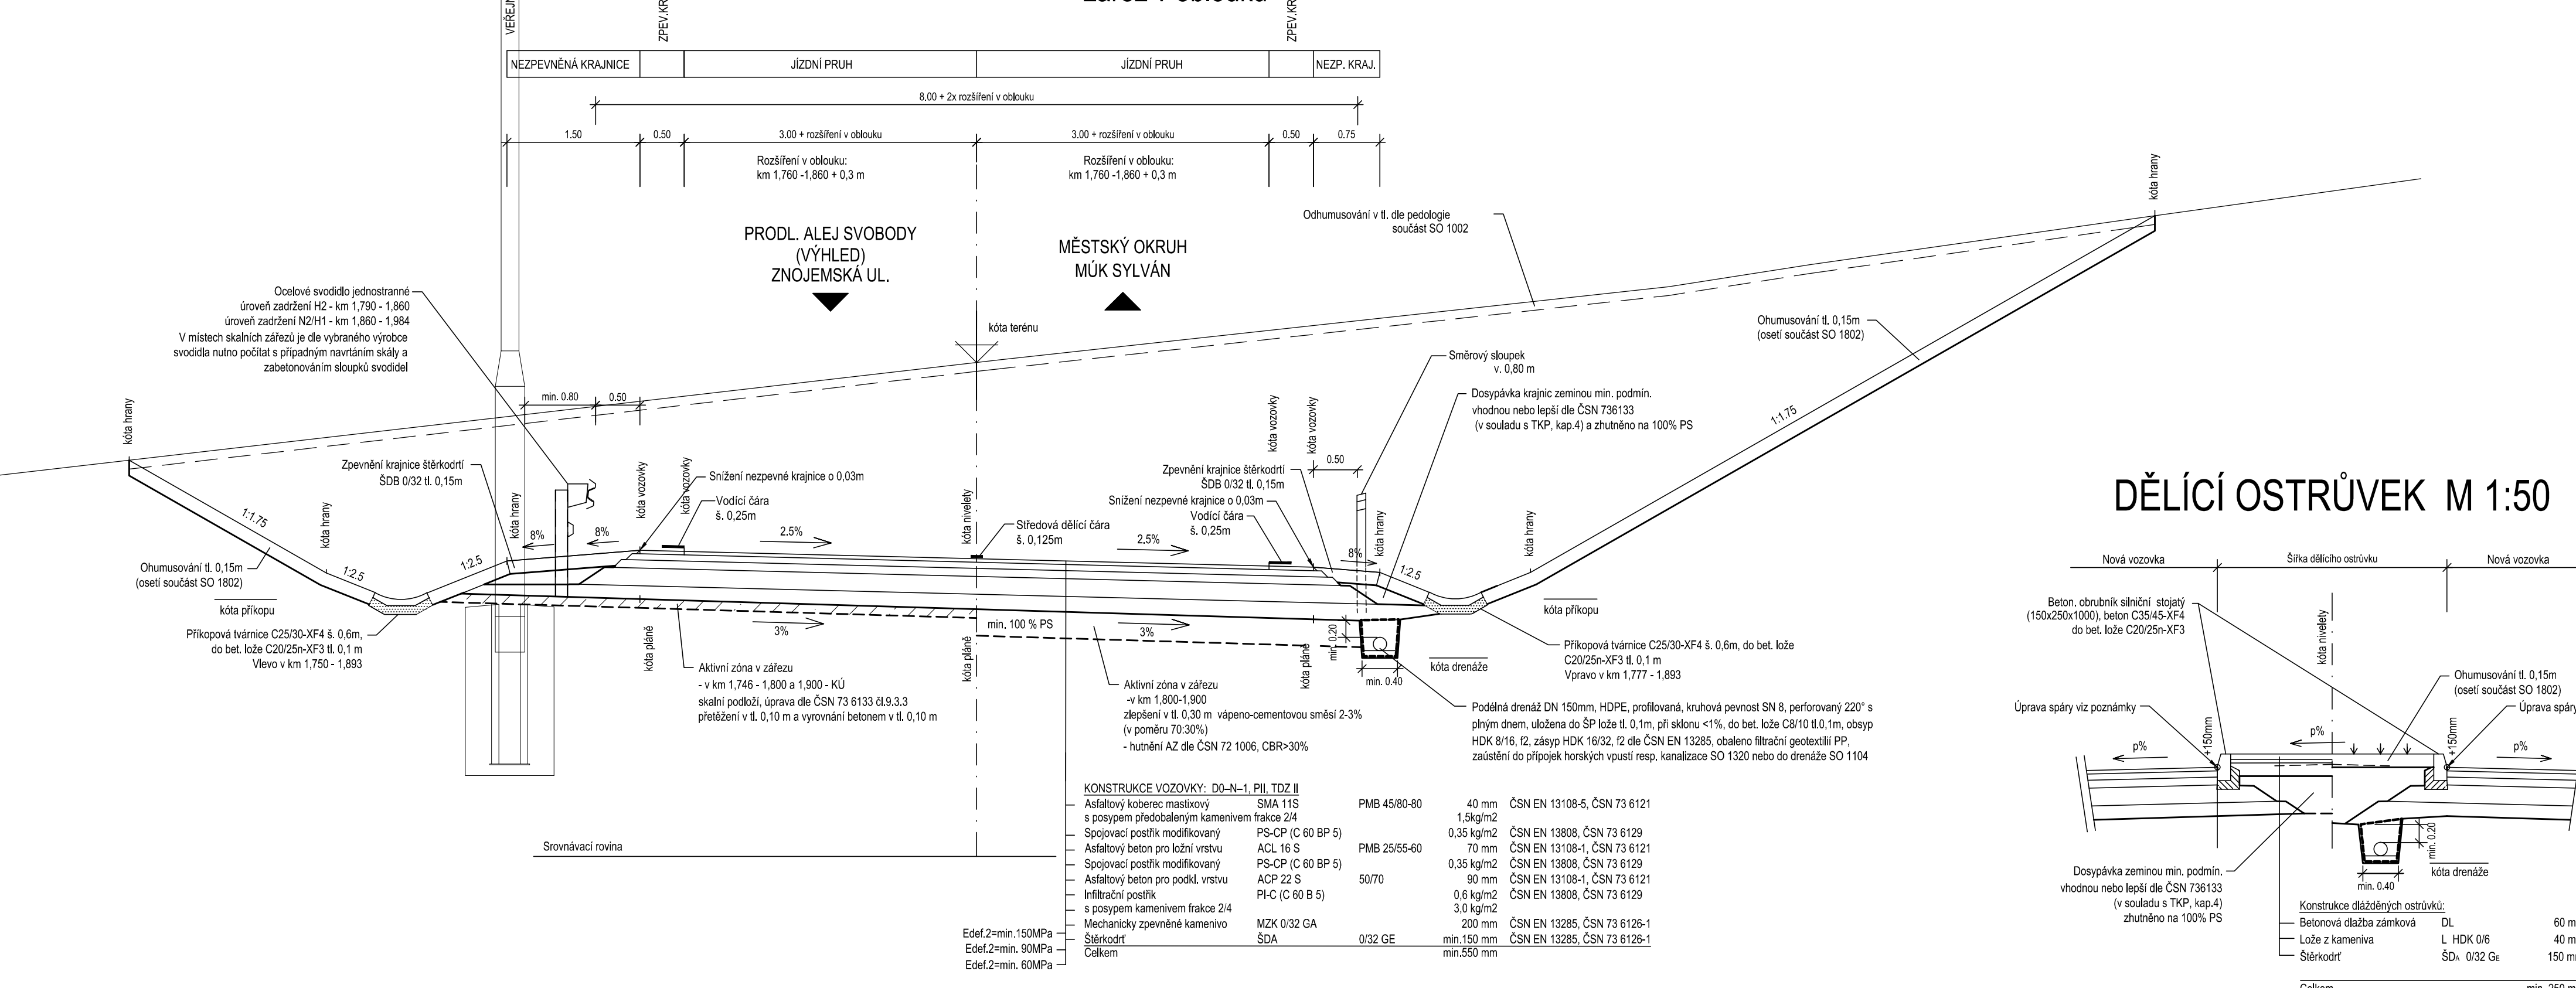 NEZPEVNĚNÁ KRAJNICE
JÍZDNÍ PRUH
JÍZDNÍ PRUH
NEZP. KRAJ.
8,00 + 2x rozšíření v oblouku
1.50
0.50
3.00 + rozšíření v oblouku
3.00 + rozšíření v oblouku
0.50
0.75
Rozšíření v oblouku:
km 1,760 -1,860 + 0,3 m
Rozšíření v oblouku:
km 1,760 -1,860 + 0,3 m
PRODL. ALEJ SVOBODY
(VÝHLED)
ZNOJEMSKÁ UL.
MĚSTSKÝ OKRUH
MÚK SYLVÁN
Odhumusování v tl. dle pedologie
součást SO 1002
kóta hrany
Ocelové svodidlo jednostranné
úroveň zadržení H2 - km 1,790 - 1,860
úroveň zadržení N2/H1 - km 1,860 - 1,984
V místech skalních zářezů je dle vybraného výrobce
svodidla nutno počítat s případným navrtáním skály a
zabetonováním sloupků svodidel
kóta terénu
Ohumusování tl. 0,15m
(osetí součást SO 1802)
Směrový sloupek
v. 0,80 m
Dosypávka krajnic zeminou min. podmín.
vhodnou nebo lepší dle ČSN 736133
(v souladu s TKP, kap.4) a zhutněno na 100% PS
1:1.75
min. 0.80
0.50
kóta hrany
kóta hrany
kóta hrany
kóta vozovky
kóta vozovky
kóta nivelety
kóta vozovky
kóta vozovky
kóta hrany
kóta hrany
0.50
Zpevnění krajnice štěrkodrtí
ŠDB 0/32 tl. 0,15m
Snížení nezpevné krajnice o 0,03m
Vodící čára
š. 0,25m
Středová dělící čára
š. 0,125m
Zpevnění krajnice štěrkodrtí
ŠDB 0/32 tl. 0,15m
Snížení nezpevné krajnice o 0,03m
Vodící čára
š. 0,25m
1:1.75
1:2.5
1:2.5
8%
8%
2.5%
2.5%
8%
1:2.5
Ohumusování tl. 0,15m
(osetí součást SO 1802)
kóta příkopu
Příkopová tvárnice C25/30-XF4 š. 0,6m,
do bet. lože C20/25n-XF3 tl. 0,1 m
Vlevo v km 1,750 - 1,893
3%
min. 100 % PS
3%
kóta pláně
kóta pláně
kóta pláně
min. 0.20
min. 0.40
kóta drenáže
kóta příkopu
Příkopová tvárnice C25/30-XF4 š. 0,6m, do bet. lože
C20/25n-XF3 tl. 0,1 m
Vpravo v km 1,777 - 1,893
Aktivní zóna v zářezu
- v km 1,746 - 1,800 a 1,900 - KÚ
skalní podloží, úprava dle ČSN 73 6133 čl.9.3.3
přetěžení v tl. 0,10 m a vyrovnání betonem v tl. 0,10 m
Aktivní zóna v zářezu
-v km 1,800-1,900
zlepšení v tl. 0,30 m vápeno-cementovou směsí 2-3%
(v poměru 70:30%)
- hutnění AZ dle ČSN 72 1006, CBR>30%
Podélná drenáž DN 150mm, HDPE, profilovaná, kruhová pevnost SN 8, perforovaný 220° s
plným dnem, uložena do ŠP lože tl. 0,1m, při sklonu <1%, do bet. lože C8/10 tl.0,1m, obsyp
HDK 8/16, f2, zásyp HDK 16/32, f2 dle ČSN EN 13285, obaleno filtrační geotextilií PP,
zaústění do přípojek horských vpustí resp. kanalizace SO 1320 nebo do drenáže SO 1104
Srovnávací rovina
KONSTRUKCE VOZOVKY: D0–N–1, PII, TDZ II
Asfaltový koberec mastixový SMA 11S PMB 45/80-80 40 mm ČSN EN 13108-5, ČSN 73 6121
s posypem předobaleným kamenivem frakce 2/4 1,5kg/m2
Spojovací postřik modifikovaný PS-CP (C 60 BP 5) 0,35 kg/m2 ČSN EN 13808, ČSN 73 6129
Asfaltový beton pro ložní vrstvu ACL 16 S PMB 25/55-60 70 mm ČSN EN 13108-1, ČSN 73 6121
Spojovací postřik modifikovaný PS-CP (C 60 BP 5) 0,35 kg/m2 ČSN EN 13808, ČSN 73 6129
Asfaltový beton pro podkl. vrstvu ACP 22 S 50/70 90 mm ČSN EN 13108-1, ČSN 73 6121
Infiltrační postřik PI-C (C 60 B 5) 0,6 kg/m2 ČSN EN 13808, ČSN 73 6129
s posypem kamenivem frakce 2/4 3,0 kg/m2
Mechanicky zpevněné kamenivo MZK 0/32 GA 200 mm ČSN EN 13285, ČSN 73 6126-1
Štěrkodrť ŠDA 0/32 GE min.150 mm ČSN EN 13285, ČSN 73 6126-1
Celkem min.550 mm
Edef.2=min.150MPa
Edef.2=min. 90MPa
Edef.2=min. 60MPa
DĚLÍCÍ OSTRŮVEK M 1:50
Nová vozovka
Šířka dělícího ostrůvku
Nová vozovka
Beton. obrubník silniční stojatý
(150x250x1000), beton C35/45-XF4
do bet. lože C20/25n-XF3
kóta nivelety
Ohumusování tl. 0,15m
(osetí součást SO 1802)
Úprava spáry viz poznámky
Úprava spáry
+150mm
+150mm
p%
p%
p%
min. 0.20
min. 0.40
kóta drenáže
Dosypávka zeminou min. podmín.
vhodnou nebo lepší dle ČSN 736133
(v souladu s TKP, kap.4)
zhutněno na 100% PS
Konstrukce dlážděných ostrůvků:
Betonová dlažba zámková DL 60 m
Lože z kameniva L HDK 0/6 40 m
Štěrkodrť ŠDA 0/32 GE 150 m